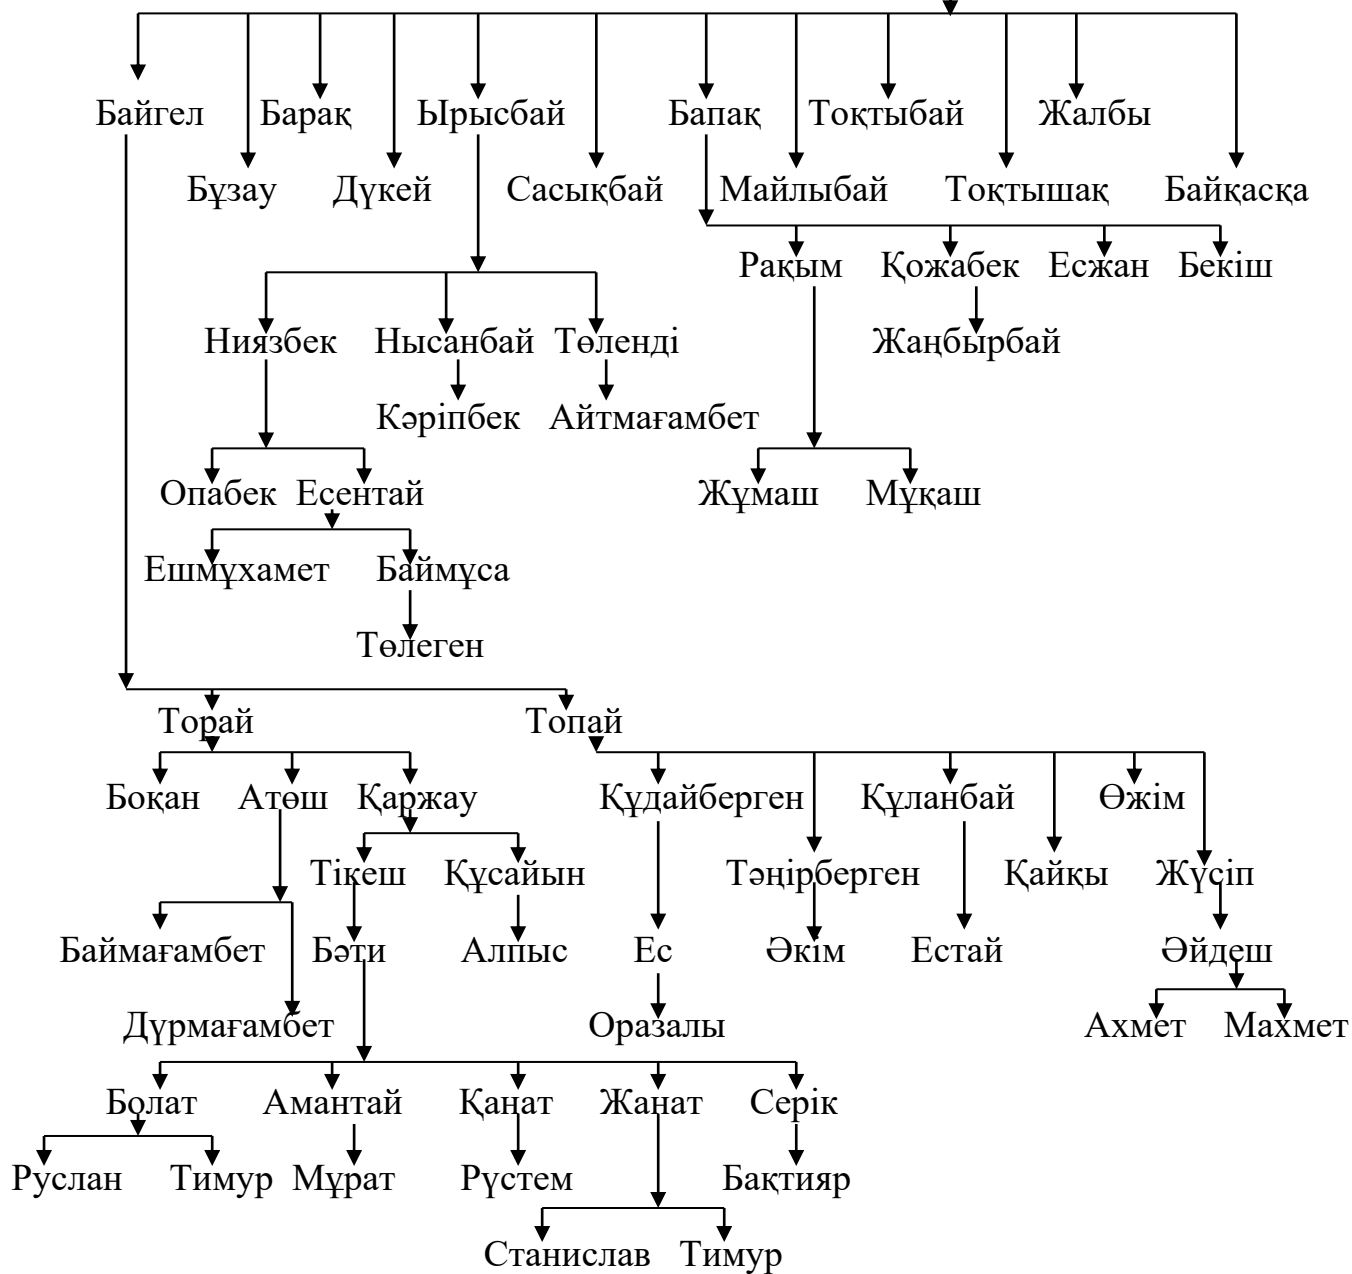 Байгел Барақ Ырысбай Бапақ Тоқтыбай Жалбы
Бұзау Дүкей Сасықбай Майлыбай Тоқтышақ Байқасқа
Рақым Қожабек Есжан Бекіш
Ниязбек Нысанбай Төленді Жаңбырбай
Кәріпбек Айтмағамбет
Опабек Есентай Жұмаш Мұқаш
Ешмұхамет Баймұса
Төлеген
Торай Топай
Боқан Атөш Қаржау Құдайберген Құланбай Өжім
Тікеш Құсайын Тәңірберген Қайқы Жүсіп
Баймағамбет Бәти Алпыс Ес Әкім Естай Әйдеш
Дүрмағамбет Оразалы Ахмет Махмет
Болат Амантай Қанат Жанат Серік
Руслан Тимур Мұрат Рүстем Бақтияр
Станислав Тимур